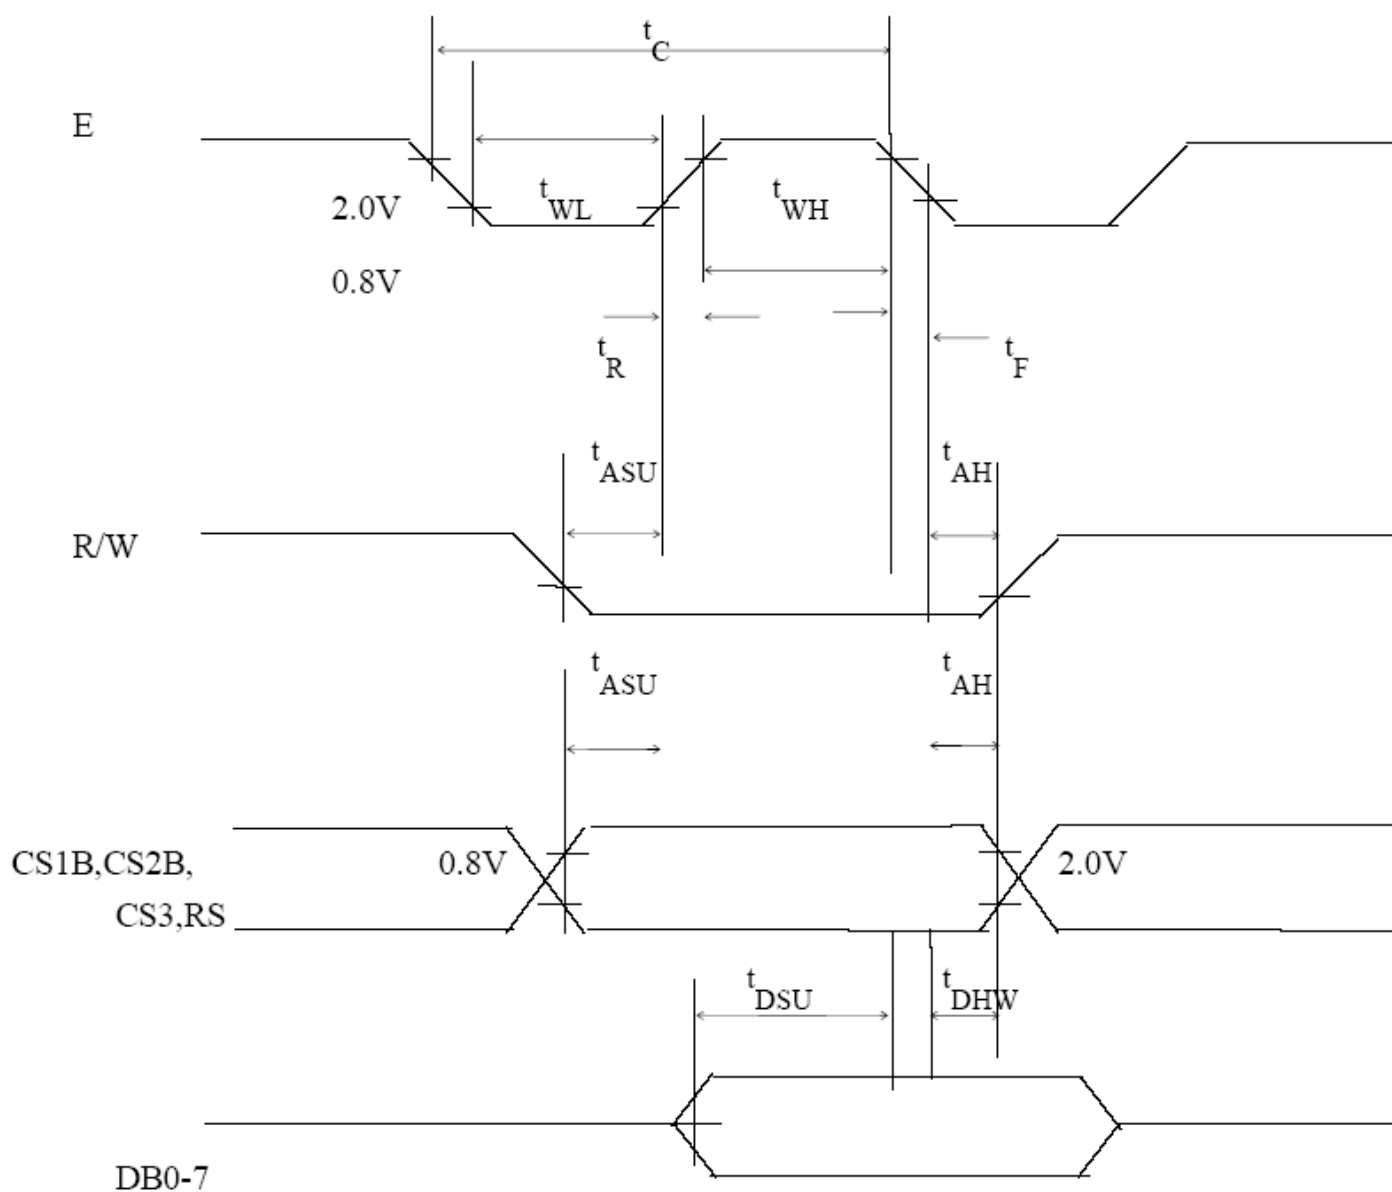 tC
E
2.0V
tWL
tWH
0.8V
tR
tF
tASU
tAH
R/W
tASU
tAH
CS1B,CS2B,
0.8V
2.0V
CS3,RS
tDSU
tDHW
DB0-7